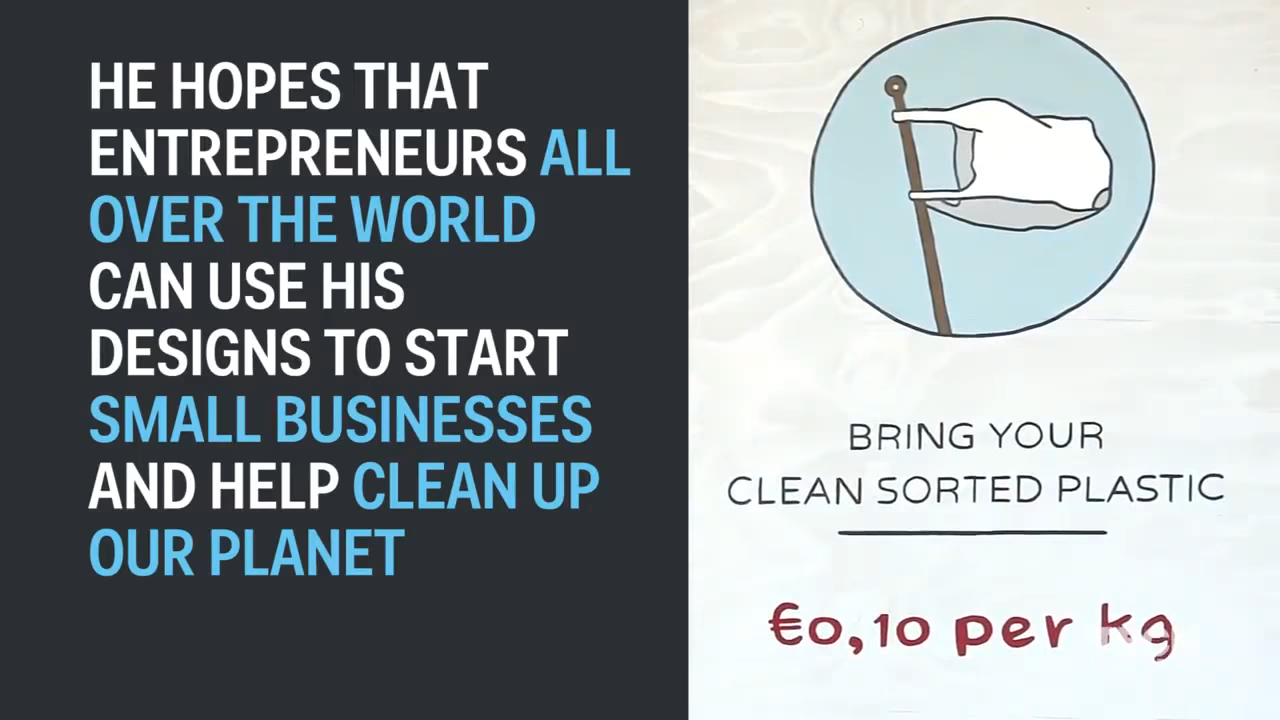 HE HOPES THAT
ENTREPRENEURS ALL
OVER THE WORLD
CAN USE HIS
DESIGNS TO START
SMALL BUSINESSES
AND HELP CLEAN UP
OUR PLANET
BRING YOUR
CLEAN SORTED PLASTIC
€0,10 per kg